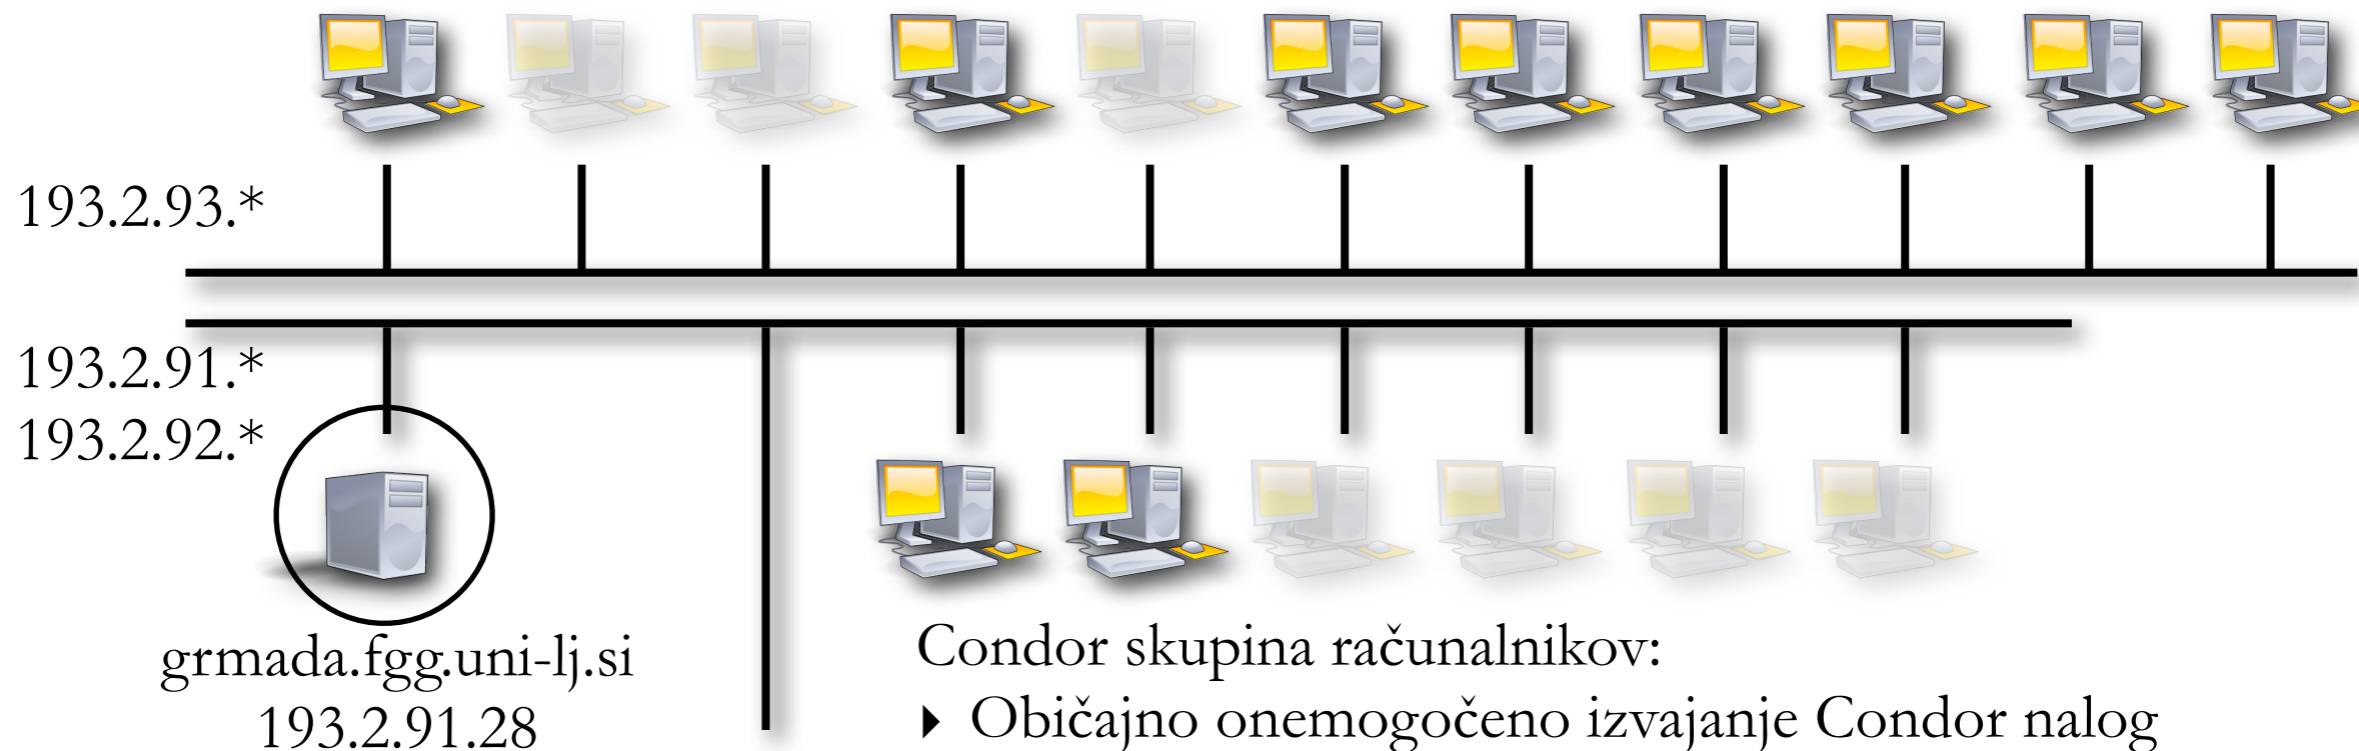 193.2.93.*
193.2.91.*
193.2.92.*
grmada.fgg.uni-lj.si
193.2.91.28
Condor skupina računalnikov:
Običajno onemogočeno izvajanje Condor nalog